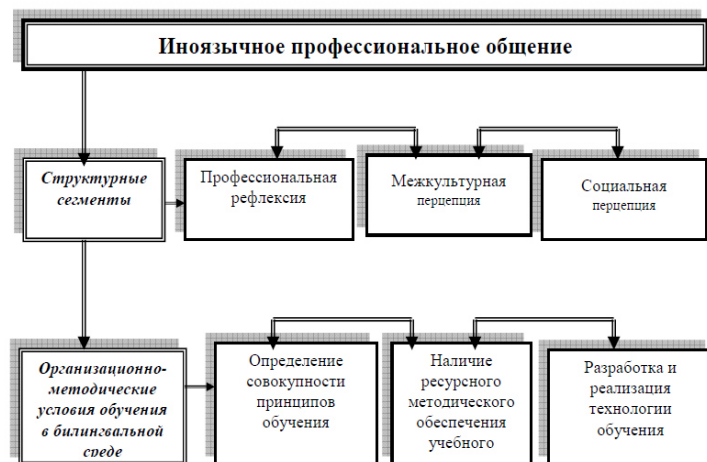 Иноязычное профессиональное общение
Структурные
сегменты
Профессиональная
рефлексия
Межкультурная
перцепция
Социальная
перцепция
Организационно-
методические
условия обучения
в билингвальной
среде
Определение
совокупности
принципов
обучения
Наличие
ресурсного
методического
обеспечения
учебного
Разработка и
реализация
технологии
обучения